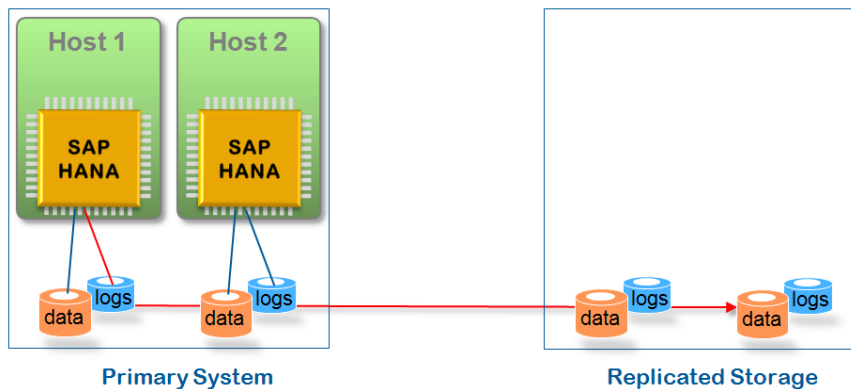 Host 1
Host 2
SAP
HANA
SAP
HANA
data
logs
data
logs
data
logs
data
logs
Primary System
Replicated Storage